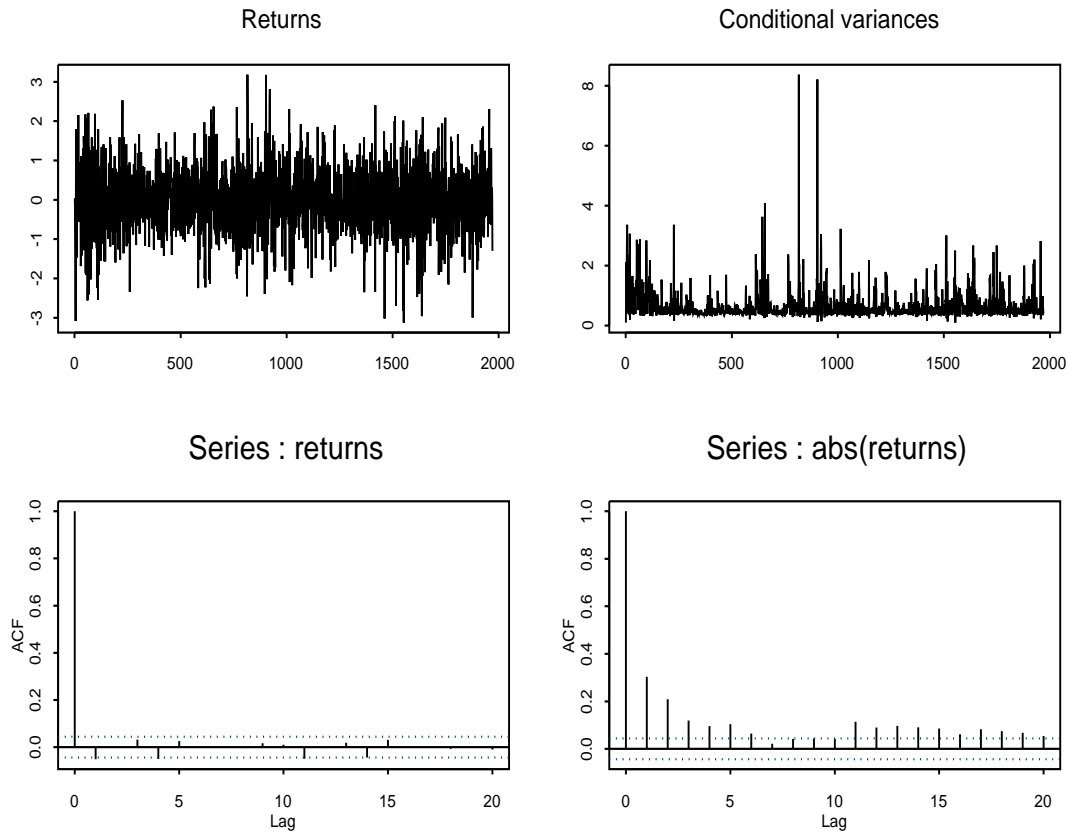 Returns
3
2
1
0
-1
-2
-3
0 500 1000 1500 2000
Conditional variances
8
6
4
2
0
0 500 1000 1500 2000
Series : returns
ACF
1.0
0.8
0.6
0.4
0.2
0.0
0 5 10 15 20
Lag
Series : abs(returns)
ACF
1.0
0.8
0.6
0.4
0.2
0.0
0 5 10 15 20
Lag